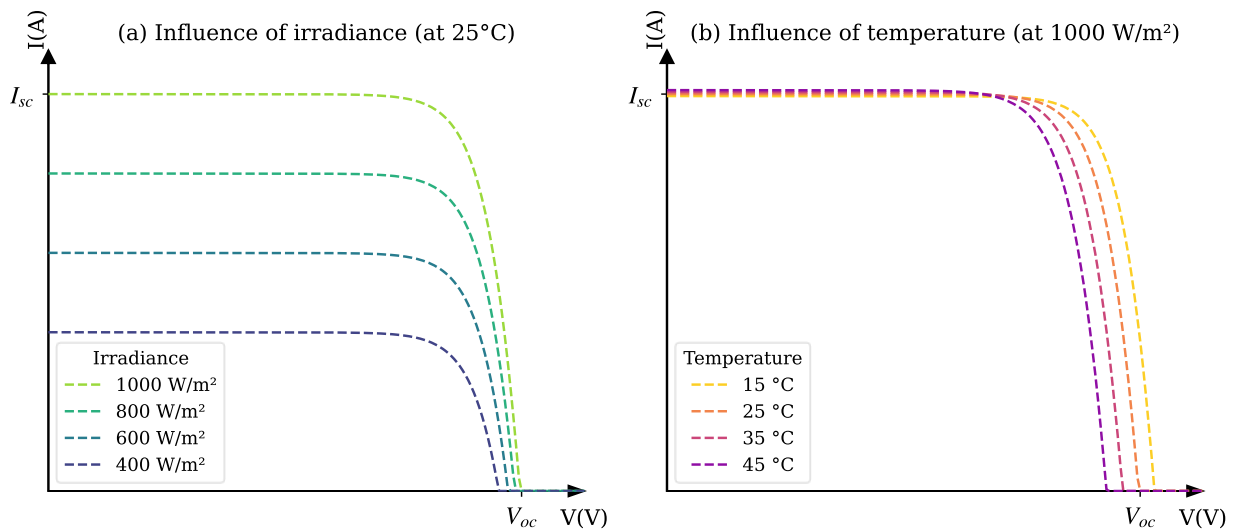 (a) Influence of irradiance (at 25°C)
I(A)
Isc
Irradiance
1000 W/m²
800 W/m²
600 W/m²
400 W/m²
Voc
V(V)
(b) Influence of temperature (at 1000 W/m²)
I(A)
Isc
Temperature
15 °C
25 °C
35 °C
45 °C
Voc
V(V)